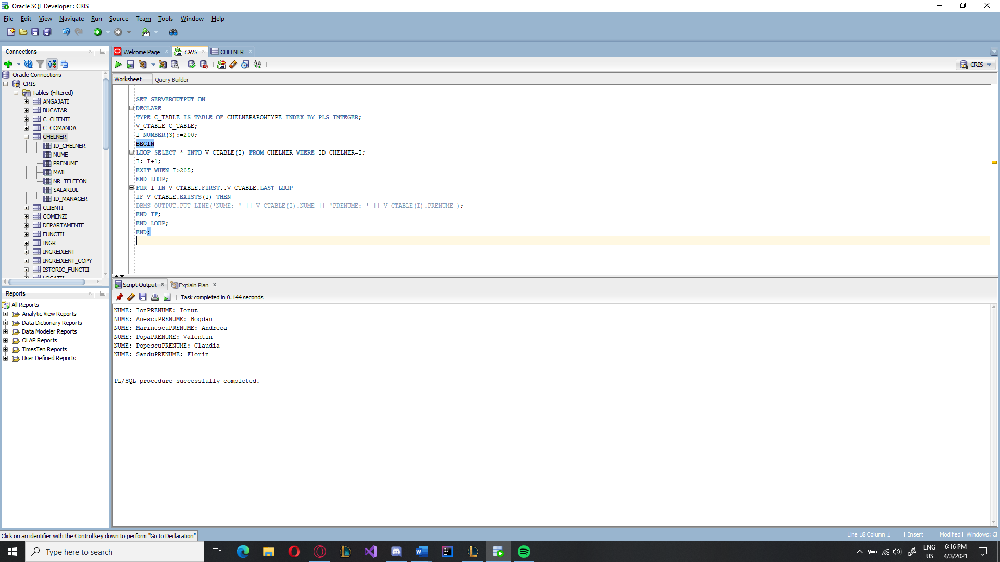 Oracle SQL Developer : CRIS
File Edit View Navigate Run Source Team Tools Window Help
Connections
Welcome Page
CRIS
CHELNER
CRIS
Oracle Connections
CRIS
Tables (Filtered)
ANGAJATI
BUCATAR
C_CLIENTI
C_COMANDA
CHELNER
ID_CHELNER
NUME
PRENUME
MAIL
NR_TELEFON
SALARIUL
ID_MANAGER
CLIENTI
COMENZI
DEPARTAMENTE
FUNCTII
INGR
INGREDIENT
INGREDIENT_COPY
ISTORIC_FUNCTII
Worksheet Query Builder
SET SERVEROUTPUT ON
DECLARE
TYPE C_TABLE IS TABLE OF CHELNER%ROWTYPE INDEX BY PLS_INTEGER;
V_CTABLE C_TABLE;
I NUMBER(3):=200;
BEGIN
LOOP SELECT * INTO V_CTABLE(I) FROM CHELNER WHERE ID_CHELNER=I;
I:=I+1;
EXIT WHEN I>205;
END LOOP;
FOR I IN V_CTABLE.FIRST..V_CTABLE.LAST LOOP
IF V_CTABLE.EXISTS(I) THEN
DBMS_OUTPUT.PUT_LINE('NUME: ' || V_CTABLE(I).NUME || 'PRENUME: ' || V_CTABLE(I).PRENUME );
END IF;
END LOOP;
END;
Reports
All Reports
Analytic View Reports
Data Dictionary Reports
Data Modeler Reports
OLAP Reports
TimesTen Reports
User Defined Reports
Script Output Explain Plan
Task completed in 0.144 seconds
NUME: IonPRENUME: Ionut
NUME: AnescuPRENUME: Bogdan
NUME: MarinescuPRENUME: Andreea
NUME: PopaPRENUME: Valentin
NUME: PopescuPRENUME: Claudia
NUME: SanduPRENUME: Florin
PL/SQL procedure successfully completed.
Click on an identifier with the Control key down to perform "Go to Declaration"
Line 18 Column 1 | Insert | Modified | Windows:
Type here to search
ENG
US
6:16 PM
4/3/2021